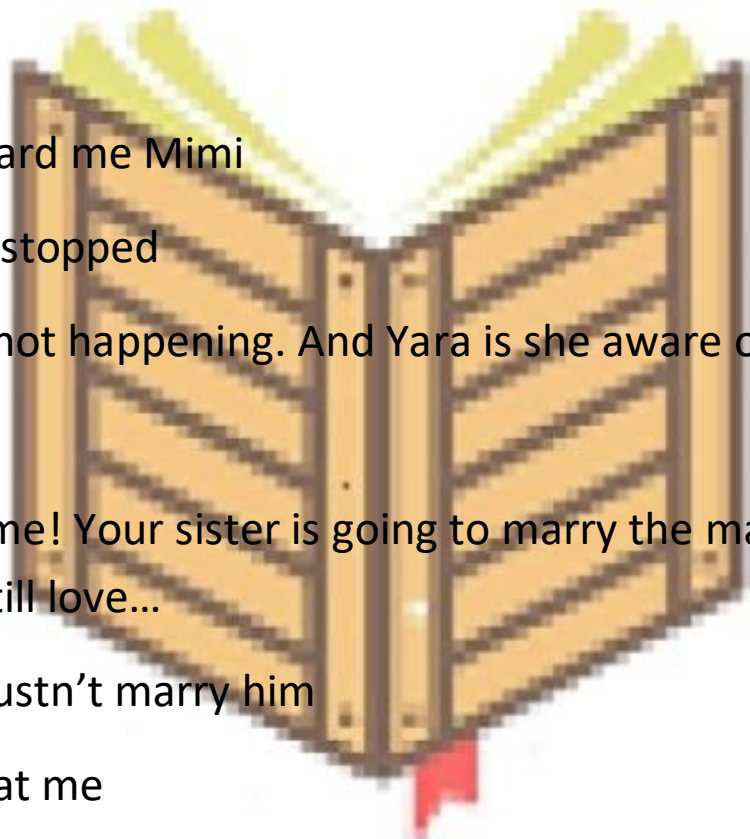 ard me Mimi
stopped
not happening. And Yara is she aware o
me! Your sister is going to marry the ma
till love…
ustn’t marry him
at me